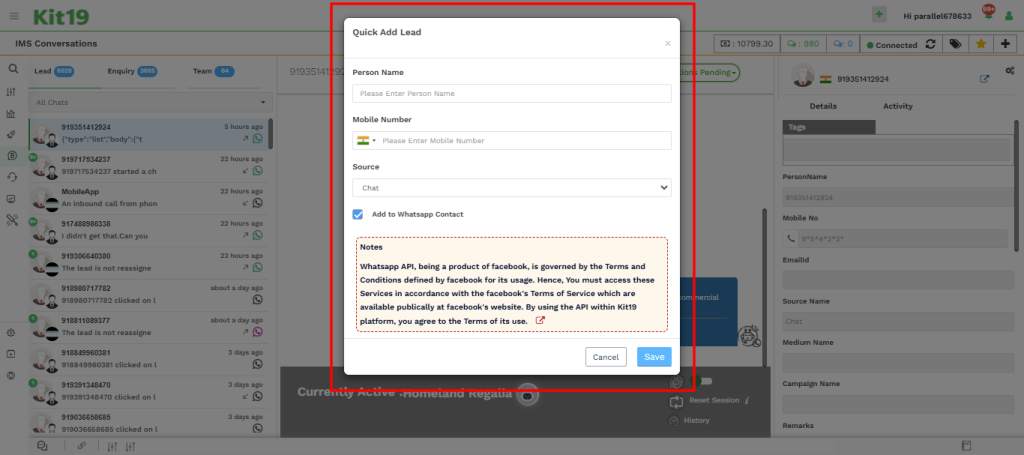 Kit19
Hi parallel678633
99+
IMS Conversations
: 10799.30
: 980
: 0
Connected
Lead 6528
Enquiry
Team 64
All Chats
919351412924
5 hours ago
{"type":"list","body":{"t
919717534237
22 hours ago
919717534237 started a ch
MobileApp
22 hours ago
An inbound call from phon
917488986338
22 hours ago
I didn't get that.Can you
919306640380
23 hours ago
The lead is not reassigne
918980717782
about a day ago
918980717782 clicked on l
918811089377
about a day ago
The lead is not reassigne
918849960381
3 days ago
918849960381 clicked on l
919391348470
3 days ago
919391348470 clicked on l
919036658685
3 days ago
919036658685 clicked on l
91935141292
ons Pending
Quick Add Lead
×
Person Name
Please Enter Person Name
Mobile Number
Please Enter Mobile Number
Source
Chat
Add to Whatsapp Contact
Notes
Whatsapp API, being a product of facebook, is governed by the Terms and
Conditions defined by facebook for its usage. Hence, You must access these
Services in accordance with the facebook's Terms of Service which are
available publically at facebook's website. By using the API within Kit19
platform, you agree to the Terms of its use.
Cancel
Save
ommercial
Currently Active :Homeland Regalia
Reset Session i
History
919351412924
Details
Activity
Tags
PersonName
919351412924
Mobile No
9*5*4*2*2*
EmailId
Source Name
Chat
Medium Name
Campaign Name
Remarks